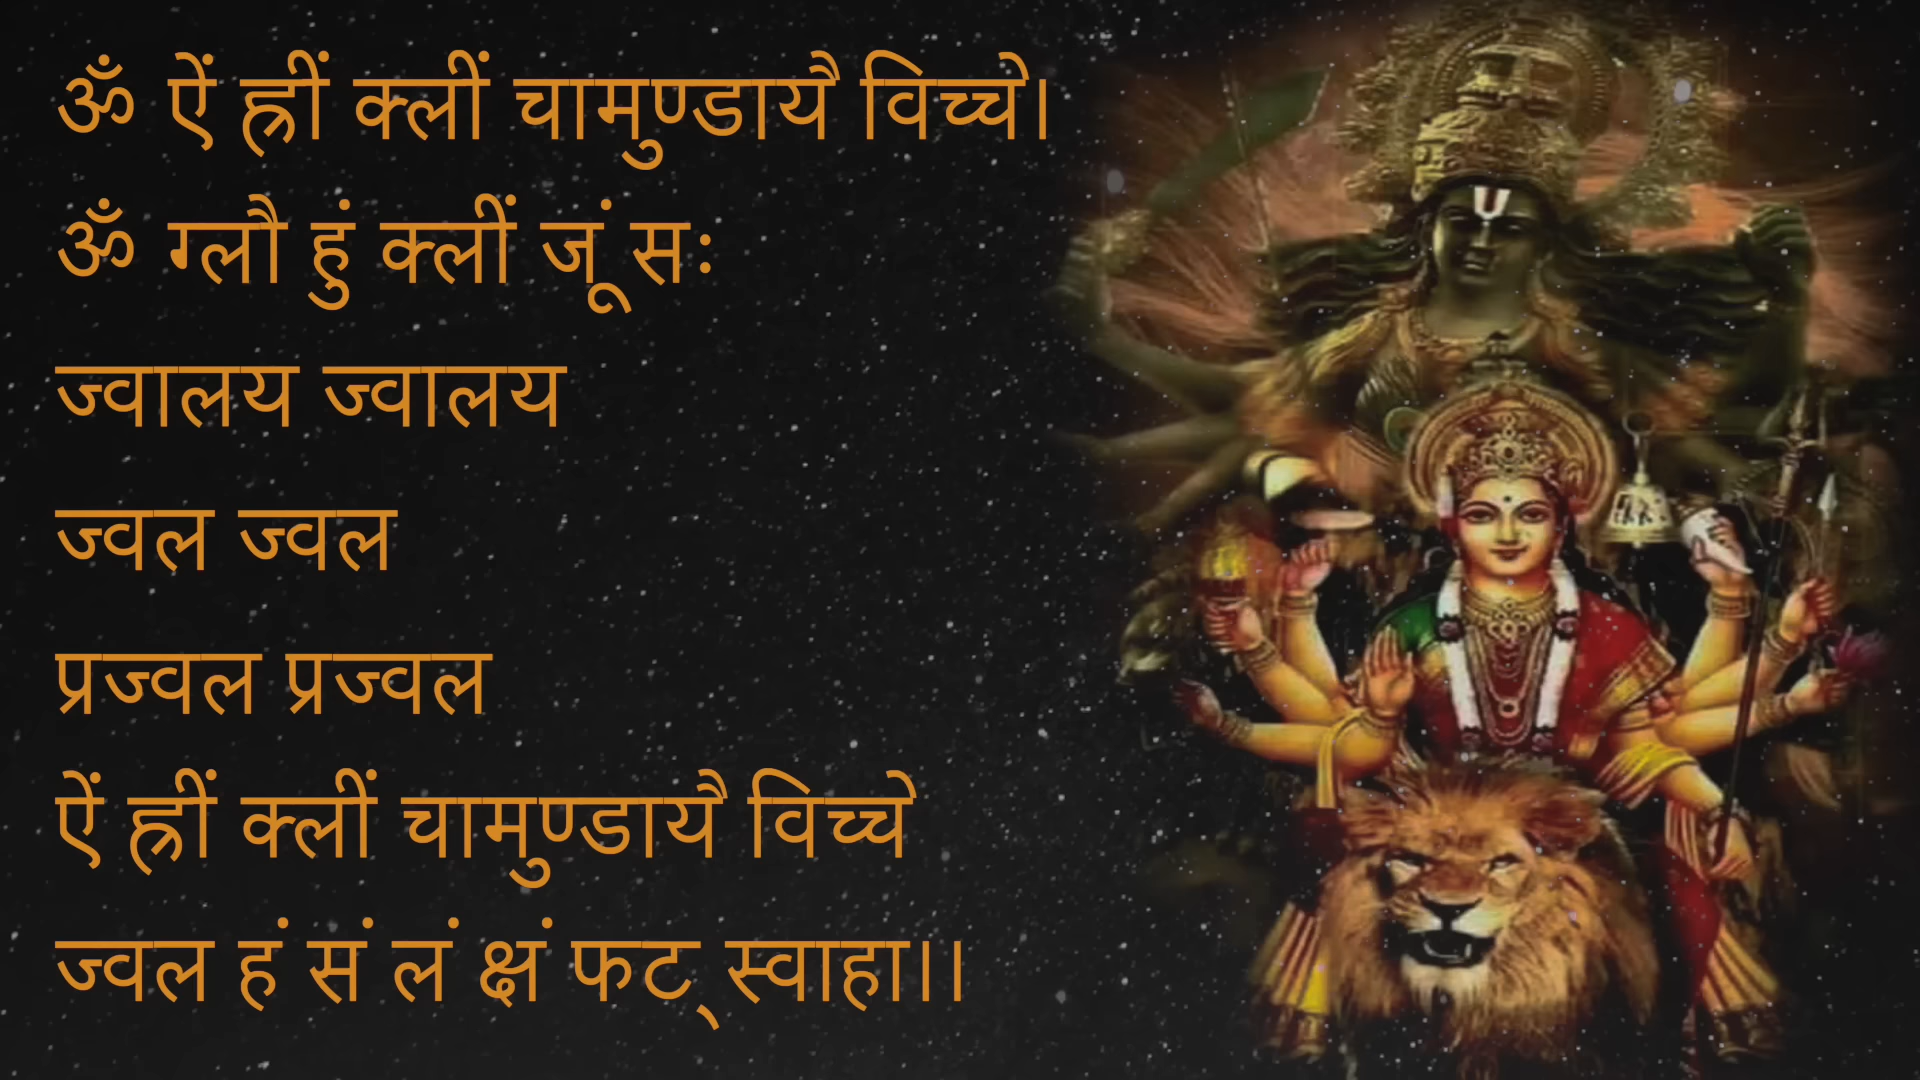 ॐ ऐं ह्रीं क्लीं चामुण्डायै विच्चे।
ॐ ग्लौ हुं क्लीं जूं सः
ज्वालय ज्वालय
ज्वल ज्वल
प्रज्वल प्रज्वल
ऐं ह्रीं क्लीं चामुण्डायै विच्चे
ज्वल हं सं लं क्षं फट् स्वाहा।।